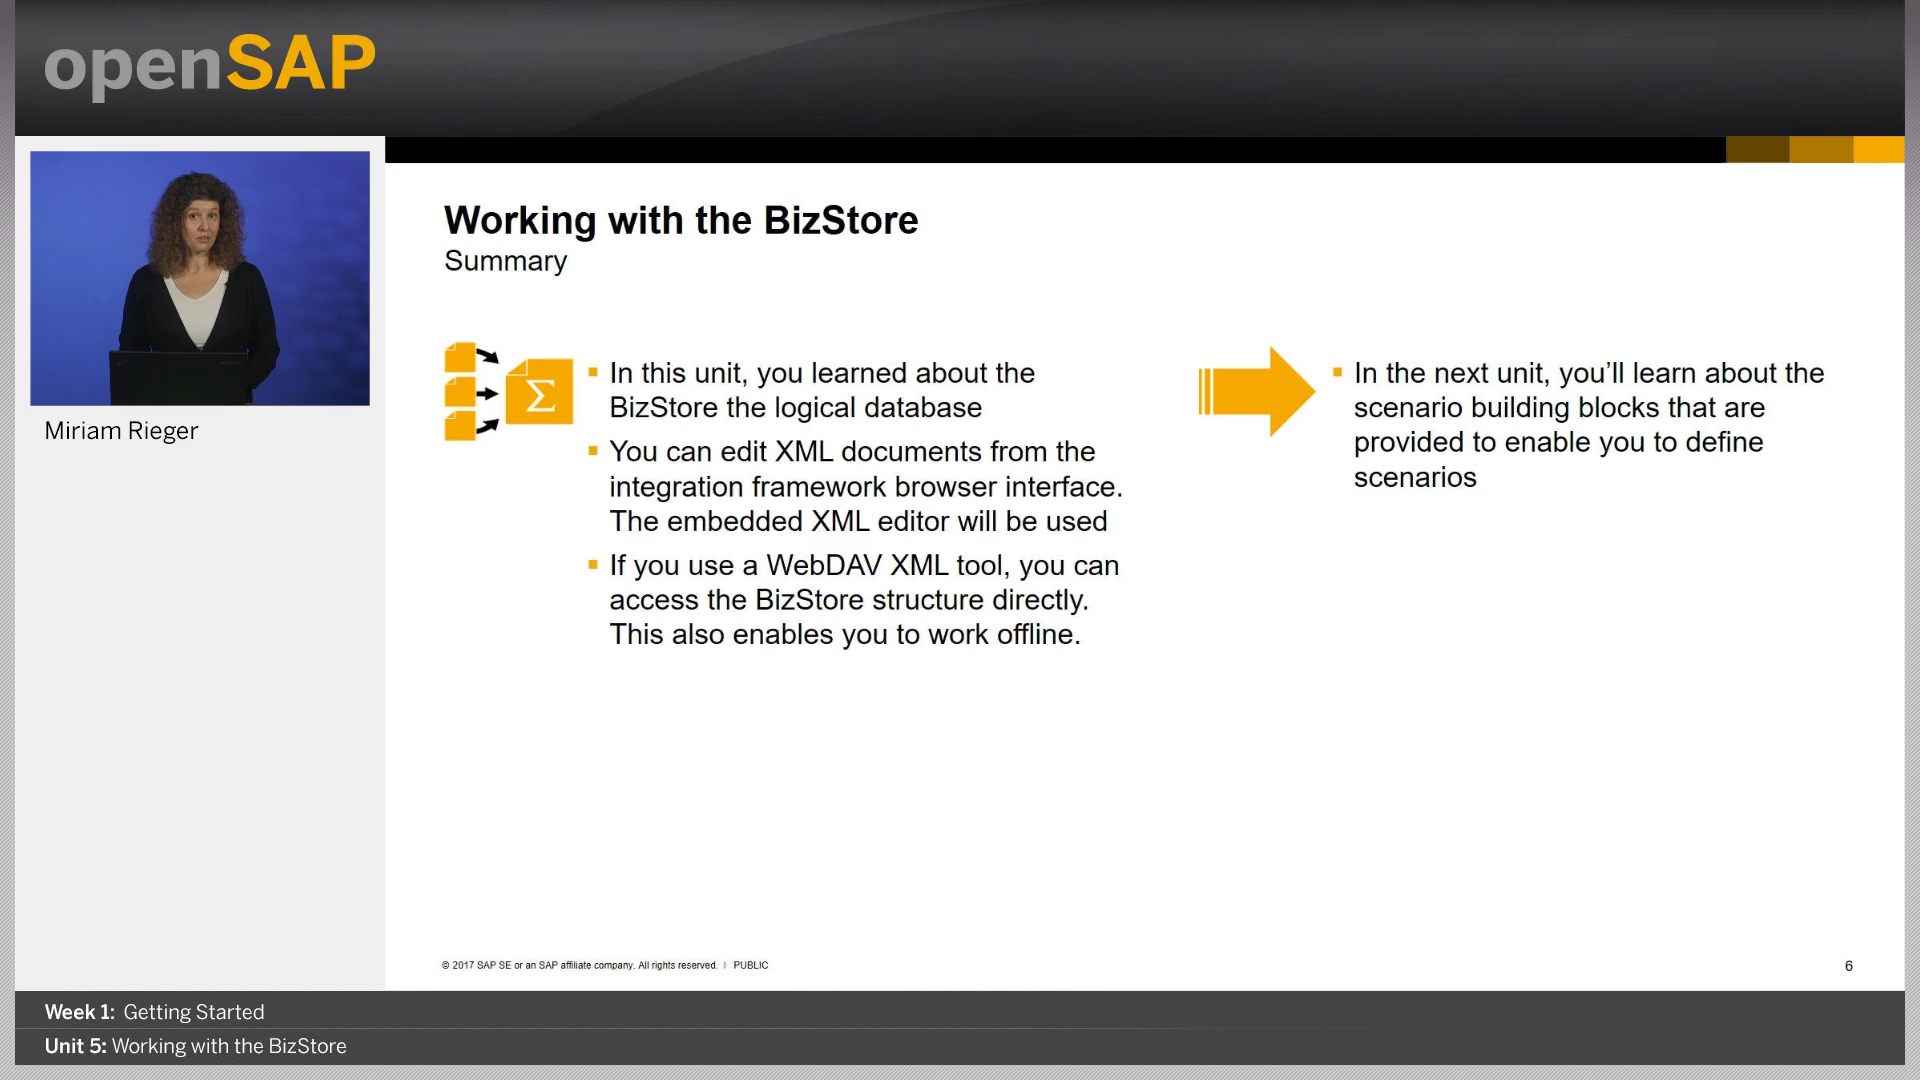 openSAP
Miriam Rieger
Working with the BizStore
Summary
Σ
▪ In this unit, you learned about the
BizStore the logical database
▪ You can edit XML documents from the
integration framework browser interface.
The embedded XML editor will be used
▪ If you use a WebDAV XML tool, you can
access the BizStore structure directly.
This also enables you to work offline.
▪ In the next unit, you’ll learn about the
scenario building blocks that are
provided to enable you to define
scenarios
© 2017 SAP SE or an SAP affiliate company. All rights reserved. | PUBLIC
6
Week 1: Getting Started
Unit 5: Working with the BizStore